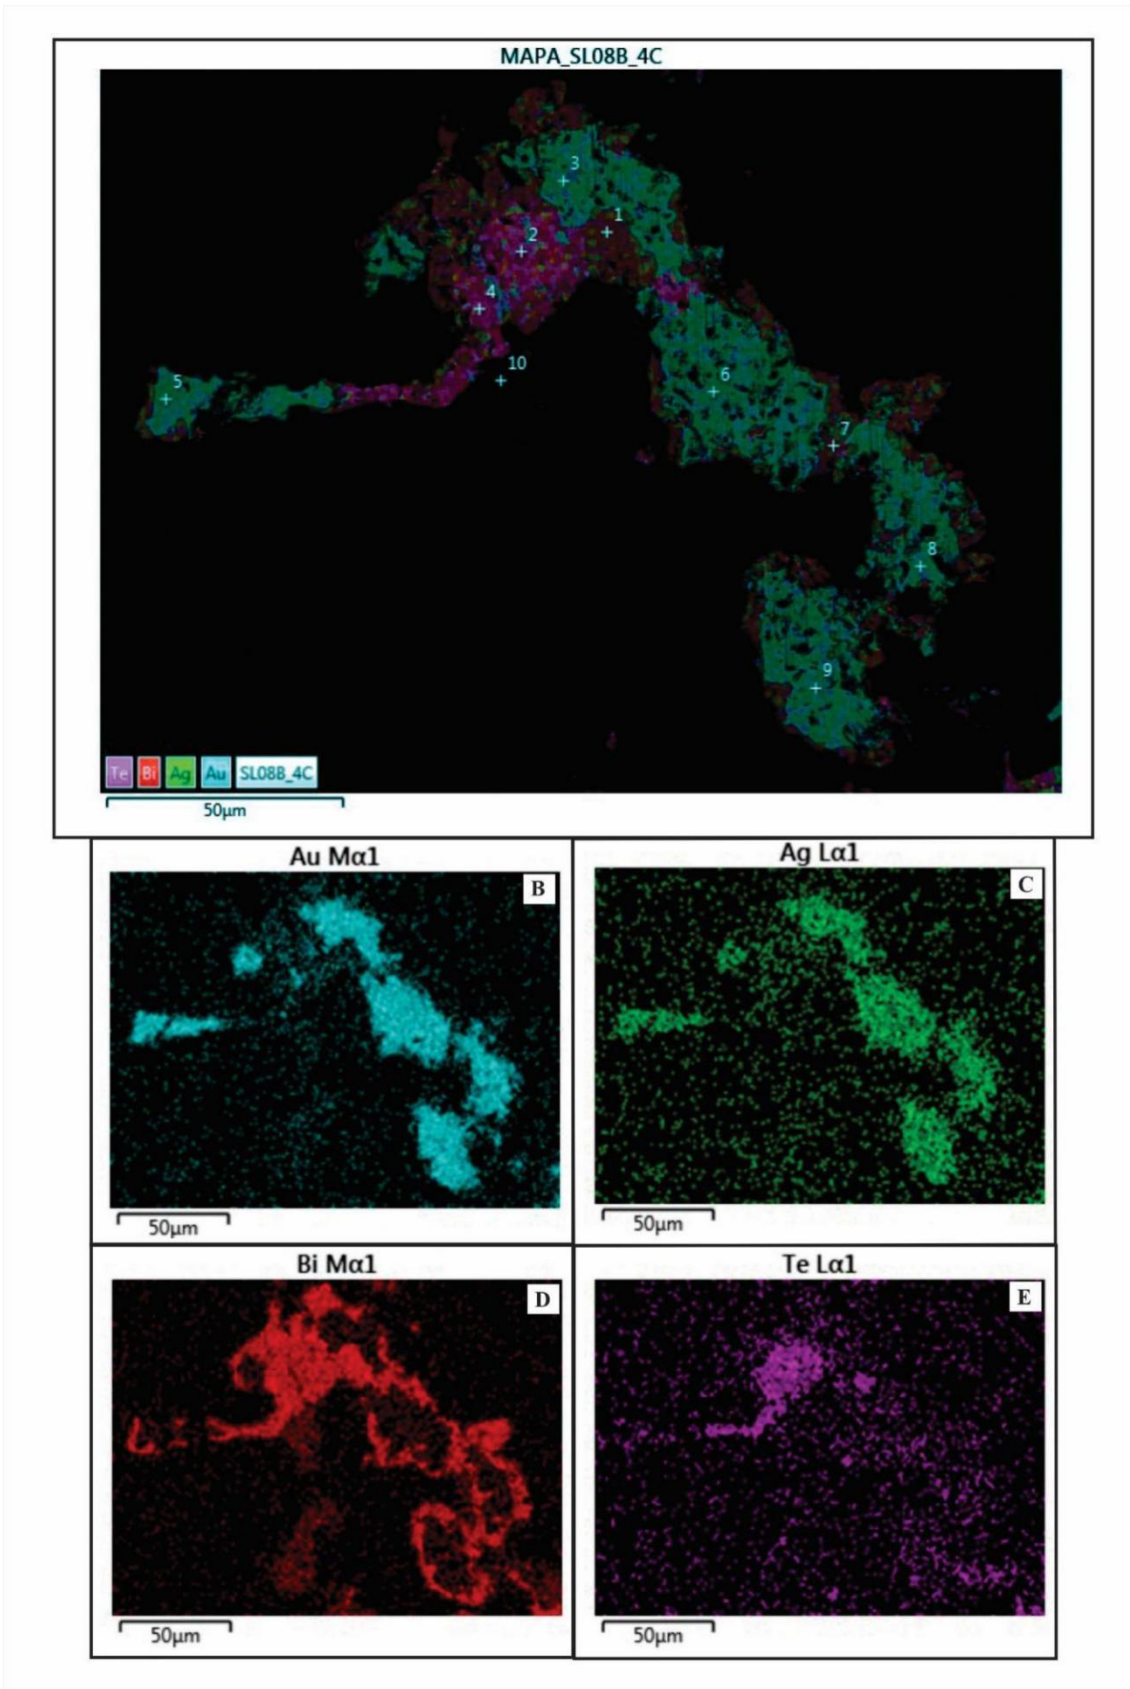 MAPA_SL08B_4C
3
1
2
4
10
5
6
7
8
9
Te Bi Ag Au SL08B_4C
50µm
Au Mα1
B
50µm
Ag Lα1
C
50µm
Bi Mα1
D
50µm
Te Lα1
E
50µm